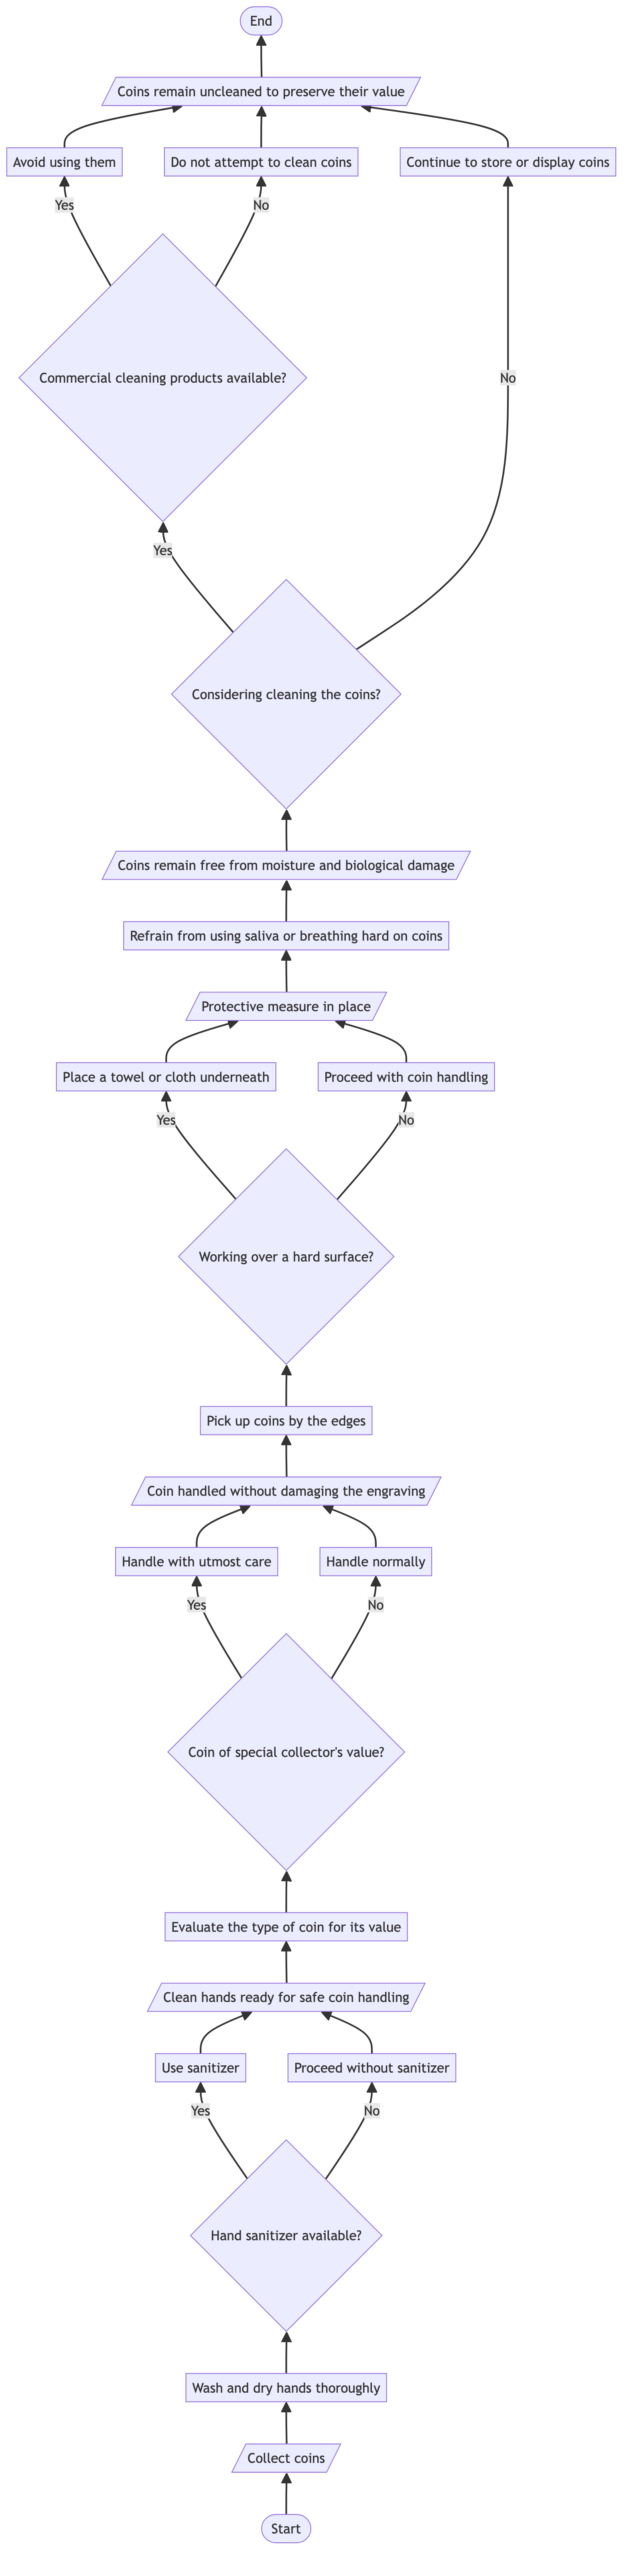 End
Coins remain uncleaned to preserve their value
Avoid using them
Do not attempt to clean coins
Continue to store or display coins
Yes
No
Commercial cleaning products available?
No
Yes
Considering cleaning the coins?
Coins remain free from moisture and biological damage
Refrain from using saliva or breathing hard on coins
Protective measure in place
Place a towel or cloth underneath
Proceed with coin handling
Yes
No
Working over a hard surface?
Pick up coins by the edges
Coin handled without damaging the engraving
Handle with utmost care
Handle normally
Yes
No
Coin of special collector's value?
Evaluate the type of coin for its value
Clean hands ready for safe coin handling
Use sanitizer
Proceed without sanitizer
Yes
No
Hand sanitizer available?
Wash and dry hands thoroughly
Collect coins
Start